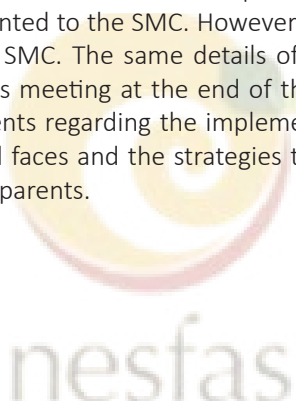 nted to the SMC. However
SMC. The same details of
s meeting at the end of th
ents regarding the impleme
l faces and the strategies t
parents.
nesfas